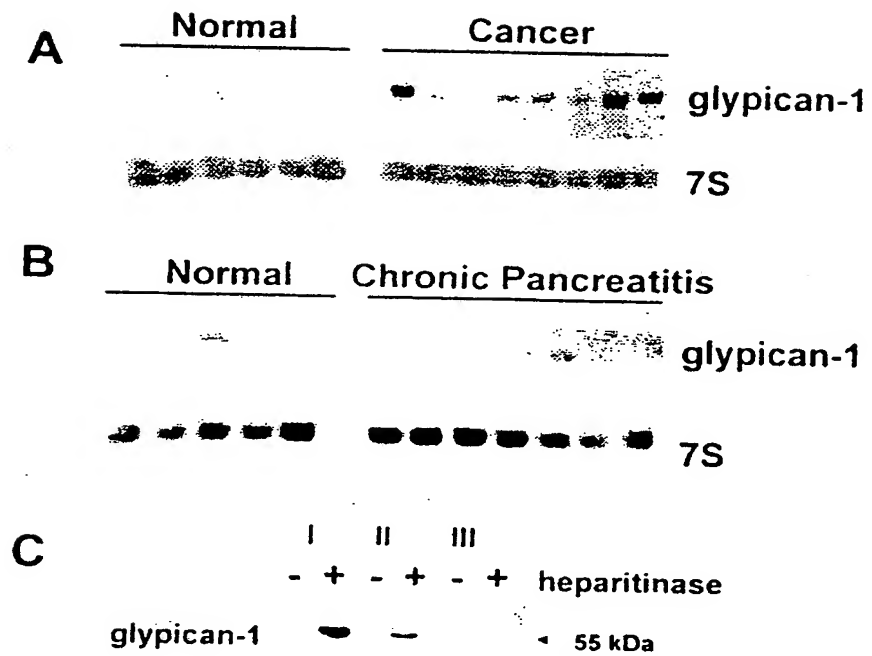 A
Normal Cancer
glypican-1
7S
B
Normal Chronic Pancreatitis
glypican-1
7S
C
I II III
- + - + - + heparitinase
glypican-1 55 kDa